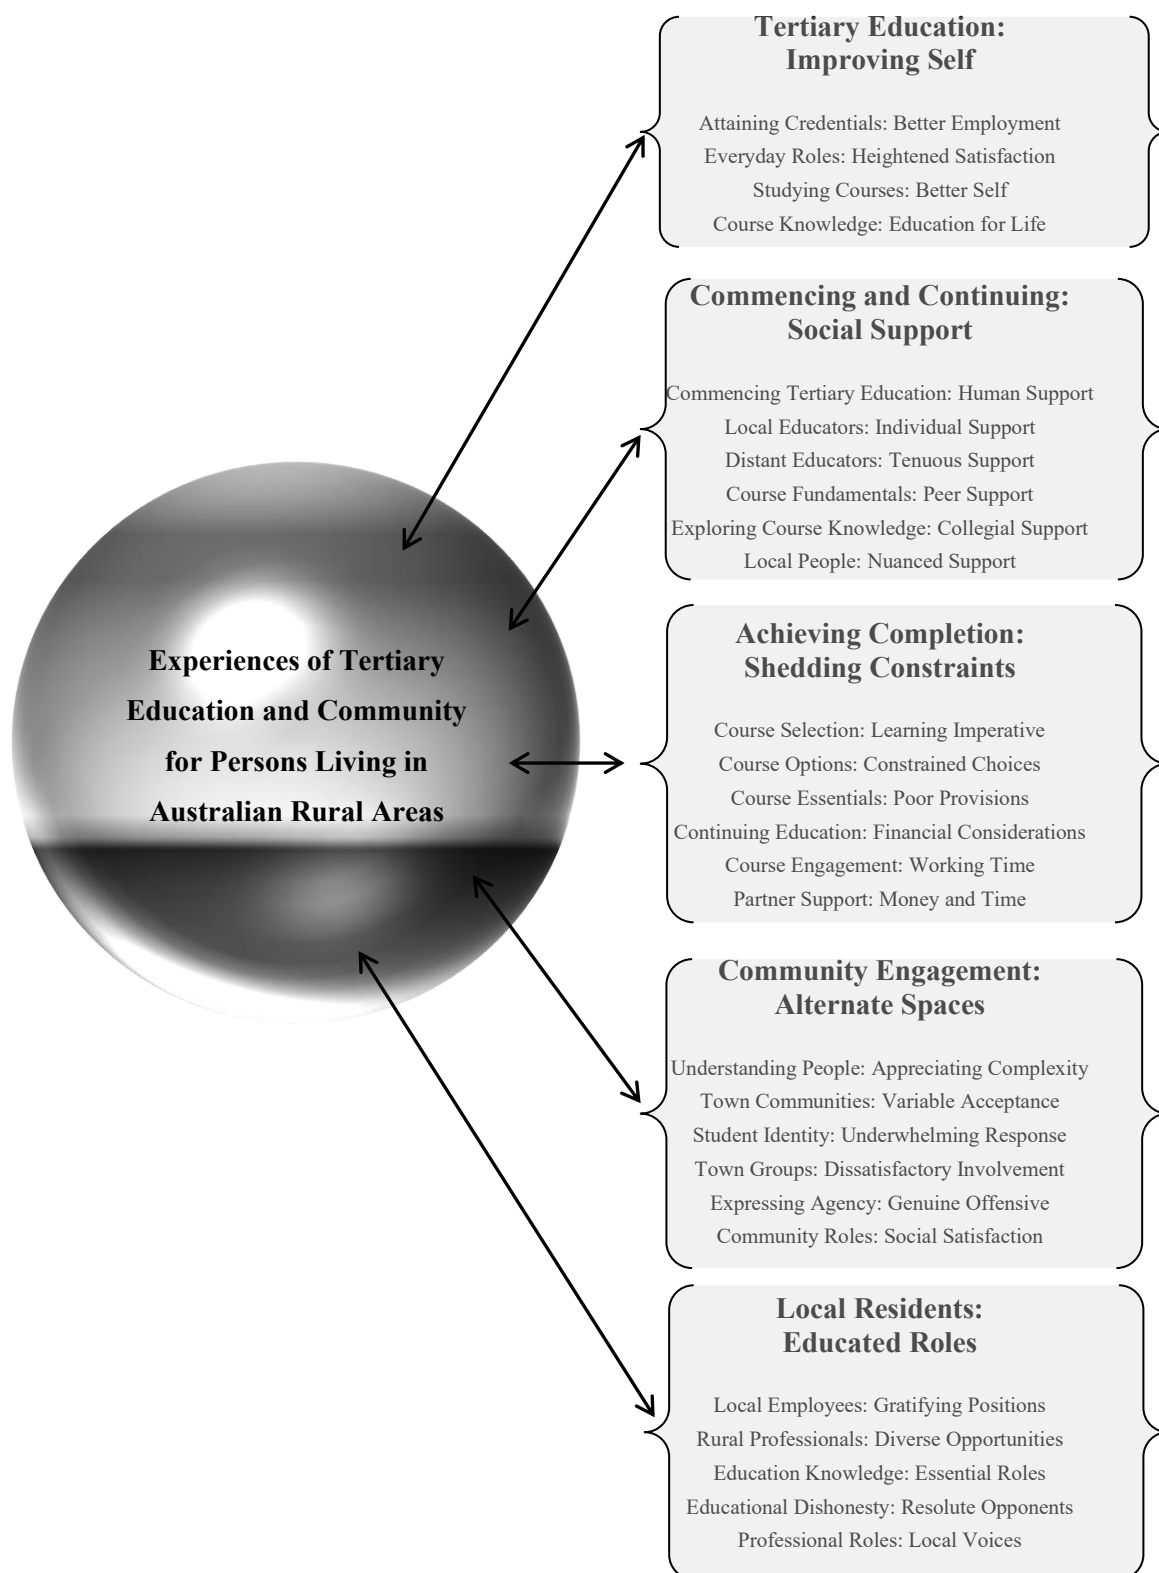 Tertiary Education:
Improving Self
Attaining Credentials: Better Employment
Everyday Roles: Heightened Satisfaction
Studying Courses: Better Self
Course Knowledge: Education for Life
Commencing and Continuing:
Social Support
Commencing Tertiary Education: Human Support
Local Educators: Individual Support
Distant Educators: Tenuous Support
Course Fundamentals: Peer Support
Exploring Course Knowledge: Collegial Support
Local People: Nuanced Support
Experiences of Tertiary
Education and Community
for Persons Living in
Australian Rural Areas
Achieving Completion:
Shedding Constraints
Course Selection: Learning Imperative
Course Options: Constrained Choices
Course Essentials: Poor Provisions
Continuing Education: Financial Considerations
Course Engagement: Working Time
Partner Support: Money and Time
Community Engagement:
Alternate Spaces
Understanding People: Appreciating Complexity
Town Communities: Variable Acceptance
Student Identity: Underwhelming Response
Town Groups: Dissatisfactory Involvement
Expressing Agency: Genuine Offensive
Community Roles: Social Satisfaction
Local Residents:
Educated Roles
Local Employees: Gratifying Positions
Rural Professionals: Diverse Opportunities
Education Knowledge: Essential Roles
Educational Dishonesty: Resolute Opponents
Professional Roles: Local Voices